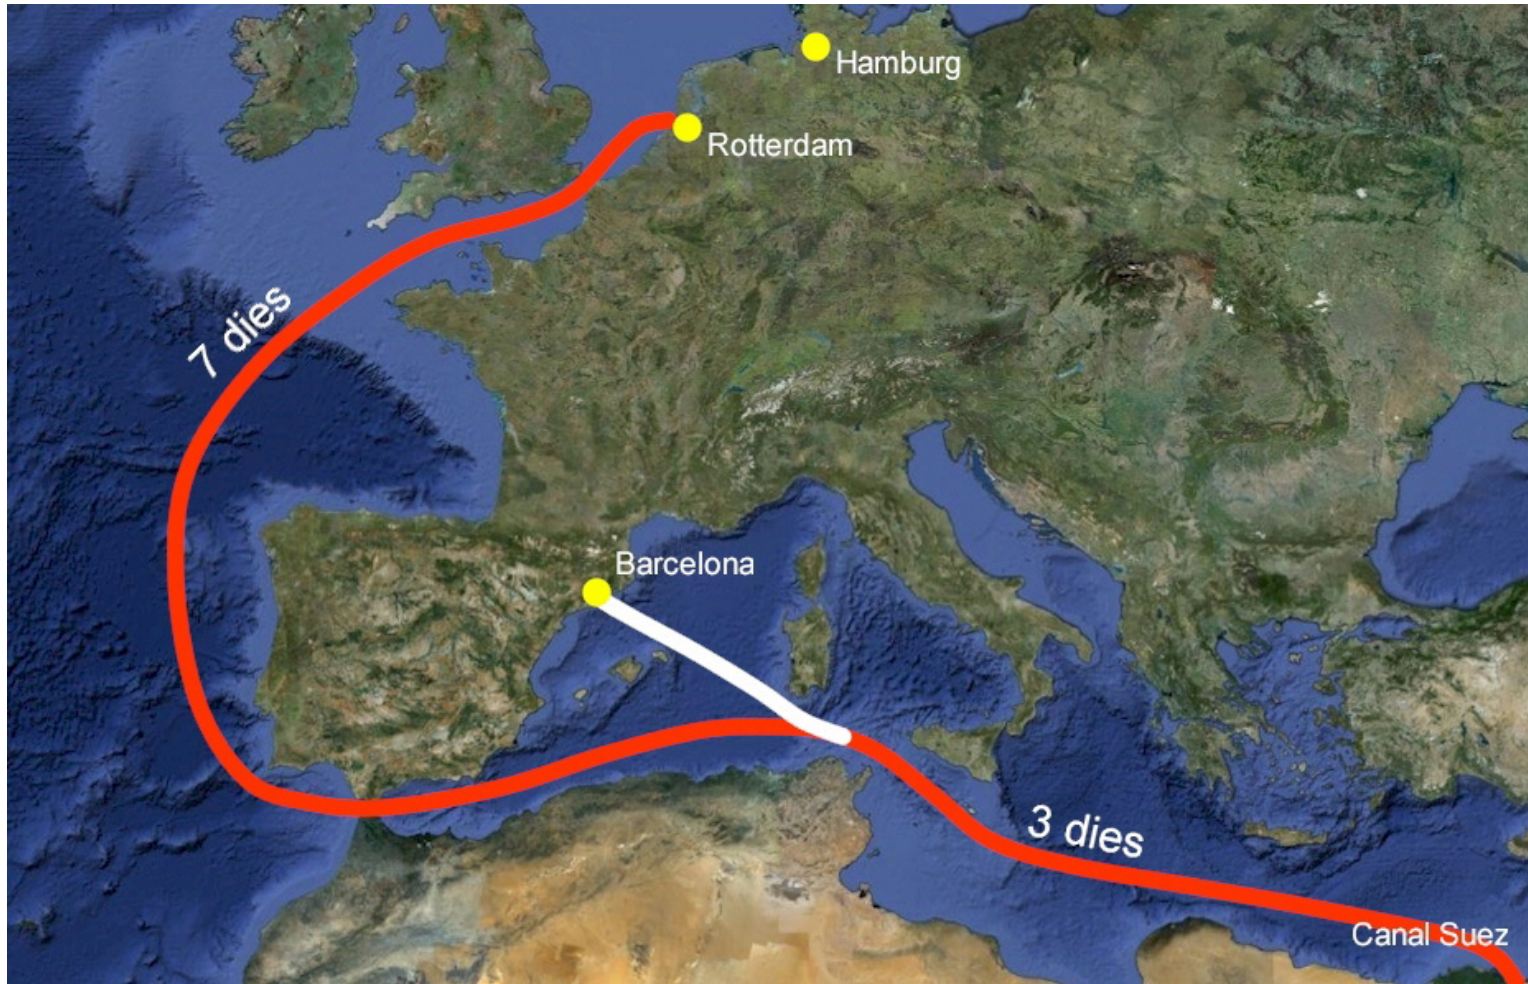 Hamburg
Rotterdam
7 dies
Barcelona
3 dies
Canal Suez